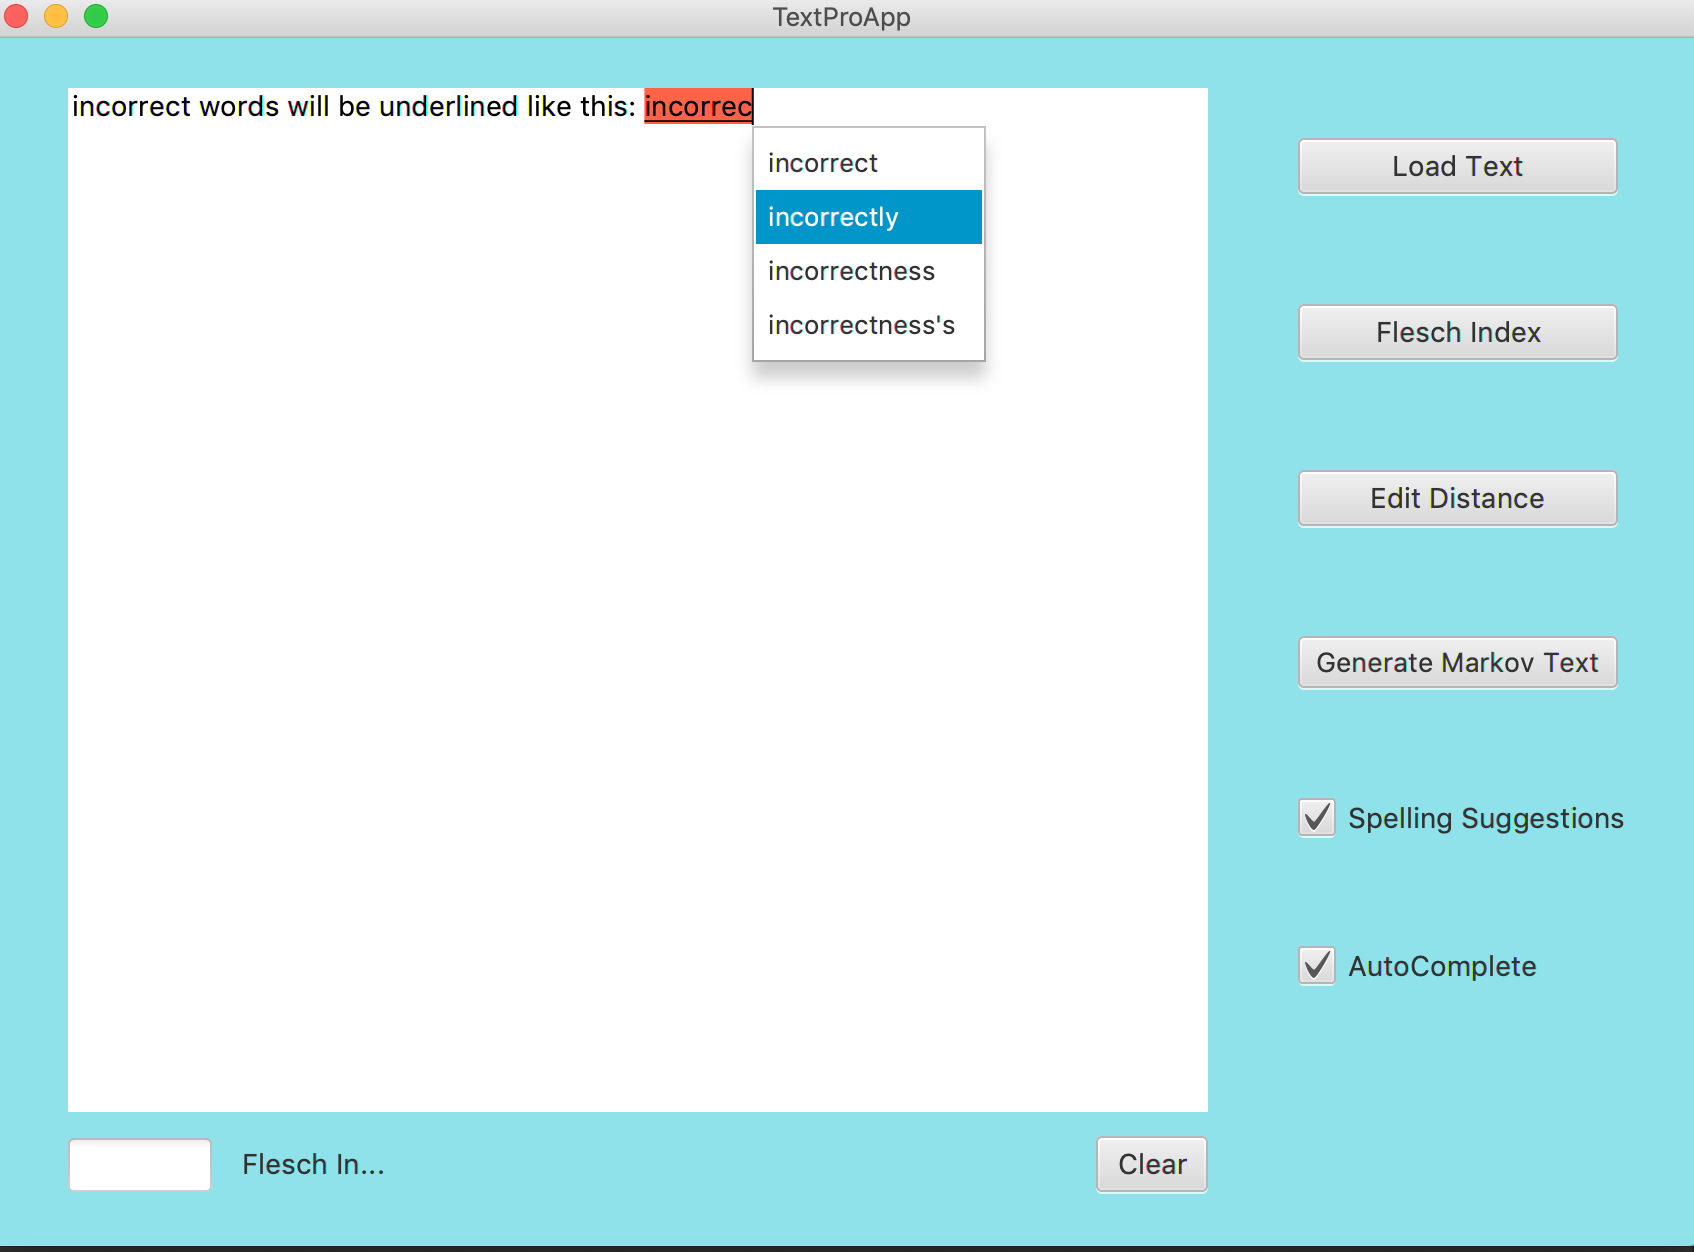 TextProApp
incorrect words will be underlined like this: incorrec
incorrect
incorrectly
incorrectness
incorrectness's
Load Text
Flesch Index
Edit Distance
Generate Markov Text
Spelling Suggestions
AutoComplete
Flesch In...
Clear